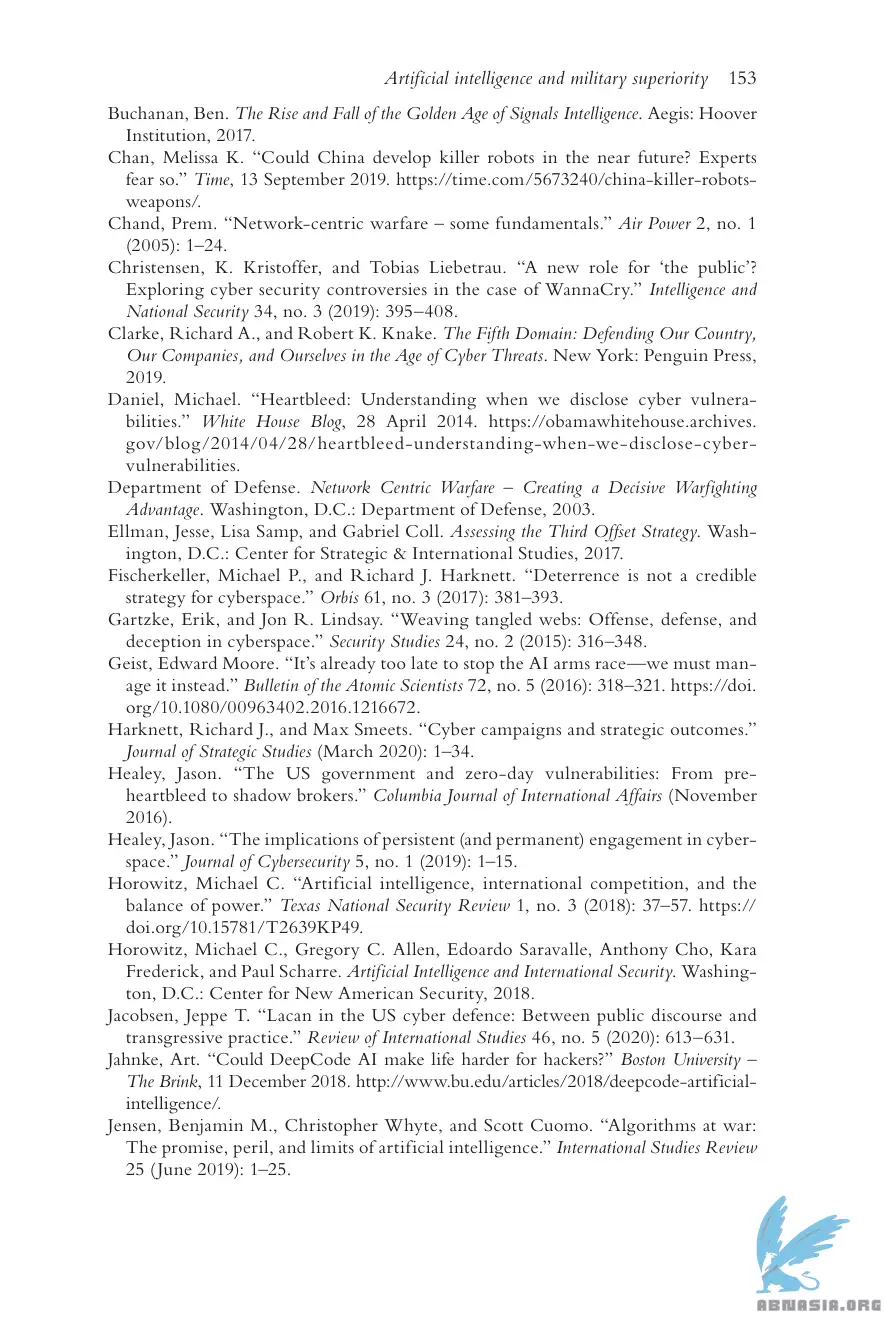 Artificial intelligence and military superiority 153
Buchanan, Ben. The Rise and Fall of the Golden Age of Signals Intelligence. Aegis: Hoover
Institution, 2017.
Chan, Melissa K. “Could China develop killer robots in the near future? Experts
fear so.” Time, 13 September 2019. https://time.com/5673240/china-killer-robots-
weapons/.
Chand, Prem. “Network-centric warfare – some fundamentals.” Air Power 2, no. 1
(2005): 1–24.
Christensen, K. Kristoffer, and Tobias Liebetrau. “A new role for ‘the public’?
Exploring cyber security controversies in the case of WannaCry.” Intelligence and
National Security 34, no. 3 (2019): 395–408.
Clarke, Richard A., and Robert K. Knake. The Fifth Domain: Defending Our Country,
Our Companies, and Ourselves in the Age of Cyber Threats. New York: Penguin Press,
2019.
Daniel, Michael. “Heartbleed: Understanding when we disclose cyber vulnera-
bilities.” White House Blog, 28 April 2014. https://obamawhitehouse.archives.
gov/blog/2014/04/28/heartbleed-understanding-when-we-disclose-cyber-
vulnerabilities.
Department of Defense. Network Centric Warfare – Creating a Decisive Warfighting
Advantage. Washington, D.C.: Department of Defense, 2003.
Ellman, Jesse, Lisa Samp, and Gabriel Coll. Assessing the Third Offset Strategy. Wash-
ington, D.C.: Center for Strategic & International Studies, 2017.
Fischerkeller, Michael P., and Richard J. Harknett. “Deterrence is not a credible
strategy for cyberspace.” Orbis 61, no. 3 (2017): 381–393.
Gartzke, Erik, and Jon R. Lindsay. “Weaving tangled webs: Offense, defense, and
deception in cyberspace.” Security Studies 24, no. 2 (2015): 316–348.
Geist, Edward Moore. “It’s already too late to stop the AI arms race—we must man-
age it instead.” Bulletin of the Atomic Scientists 72, no. 5 (2016): 318–321. https://doi.
org/10.1080/00963402.2016.1216672.
Harknett, Richard J., and Max Smeets. “Cyber campaigns and strategic outcomes.”
Journal of Strategic Studies (March 2020): 1–34.
Healey, Jason. “The US government and zero-day vulnerabilities: From pre-
heartbleed to shadow brokers.” Columbia Journal of International Affairs (November
2016).
Healey, Jason. “The implications of persistent (and permanent) engagement in cyber-
space.” Journal of Cybersecurity 5, no. 1 (2019): 1–15.
Horowitz, Michael C. “Artificial intelligence, international competition, and the
balance of power.” Texas National Security Review 1, no. 3 (2018): 37–57. https://
doi.org/10.15781/T2639KP49.
Horowitz, Michael C., Gregory C. Allen, Edoardo Saravalle, Anthony Cho, Kara
Frederick, and Paul Scharre. Artificial Intelligence and International Security. Washing-
ton, D.C.: Center for New American Security, 2018.
Jacobsen, Jeppe T. “Lacan in the US cyber defence: Between public discourse and
transgressive practice.” Review of International Studies 46, no. 5 (2020): 613–631.
Jahnke, Art. “Could DeepCode AI make life harder for hackers?” Boston University –
The Brink, 11 December 2018. http://www.bu.edu/articles/2018/deepcode-artificial-
intelligence/.
Jensen, Benjamin M., Christopher Whyte, and Scott Cuomo. “Algorithms at war:
The promise, peril, and limits of artificial intelligence.” International Studies Review
25 (June 2019): 1–25.
ABNASIA.ORG